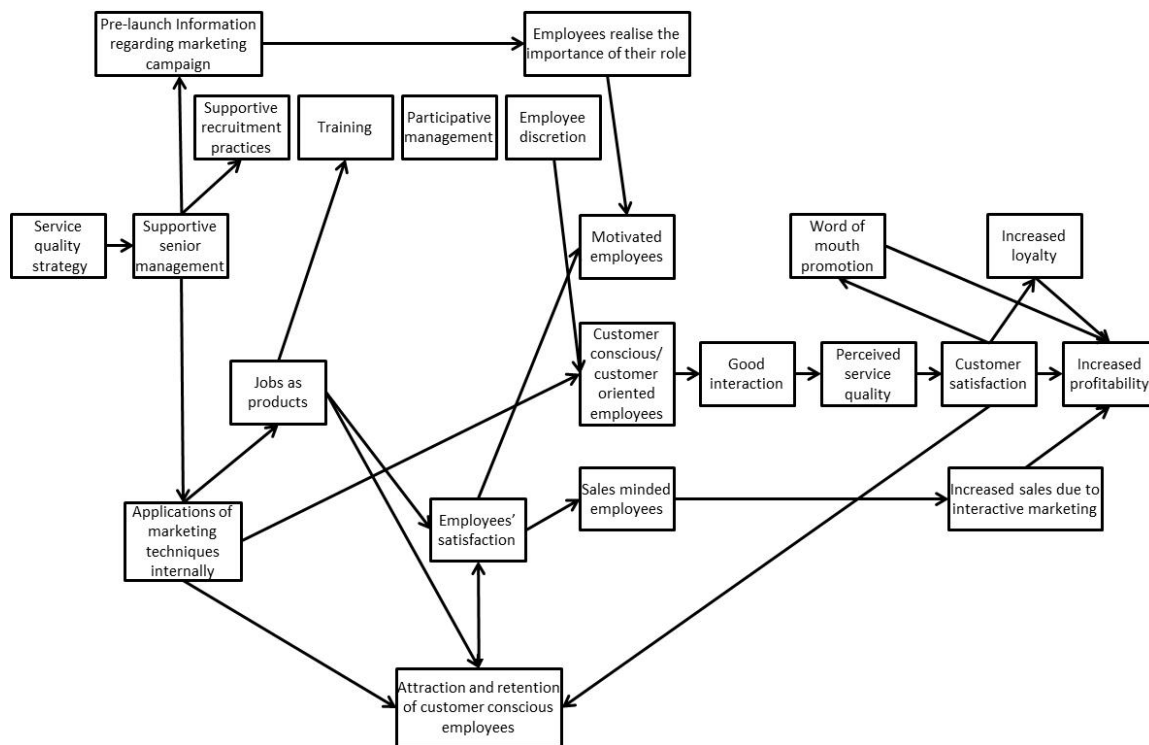 Pre-launch Information
regarding marketing
campaign
Employees realise the
importance of their role
Supportive
recruitment
practices
Training
Participative
management
Employee
discretion
Service
quality
strategy
Supportive
senior
management
Motivated
employees
Word of
mouth
promotion
Increased
loyalty
Jobs as
products
Customer
conscious/
customer
oriented
employees
Good
interaction
Perceived
service
quality
Customer
satisfaction
Increased
profitability
Applications of
marketing
techniques
internally
Employees’
satisfaction
Sales minded
employees
Increased sales due to
interactive marketing
Attraction and retention
of customer conscious
employees